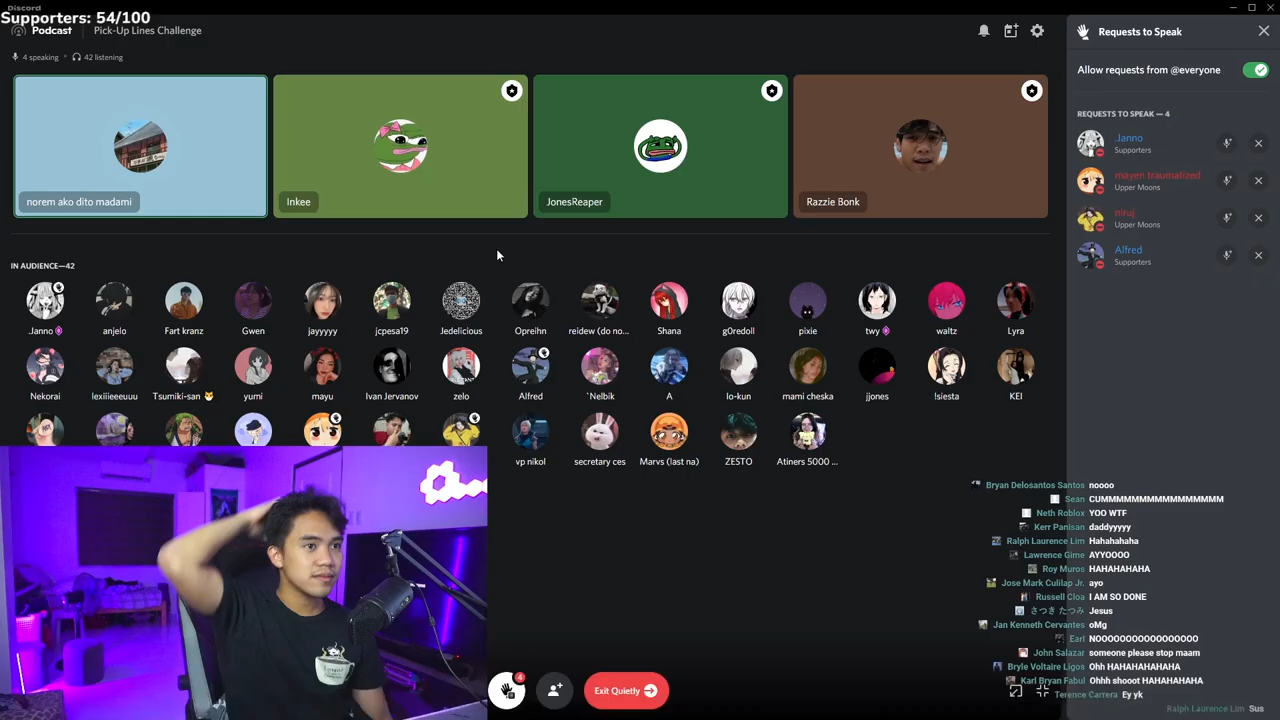 Discord
Supporters: 54/100
Podcast
Pick-Up Lines Challenge
4 speaking
42 listening
norem ako dito madami
Inkee
JonesReaper
Razzie Bonk
IN AUDIENCE—42
.Janno
anjelo
Fart kranz
Gwen
jayyyyy
jcpesa19
Jedelicious
Opreihn
reidew (do no...
Shana
g0redoll
pixie
twy
waltz
Lyra
Nekorai
lexiiieeeuuu
Tsumiki-san
yumi
mayu
Ivan Jervanov
zelo
Alfred
`Nelbik
A
lo-kun
mami cheska
jjones
!siesta
KEI
vp nikol
secretary ces
Marvs (last na)
ZESTO
Atiners 5000 ...
4
Exit Quietly
Requests to Speak
Allow requests from @everyone
REQUESTS TO SPEAK — 4
.Janno
Supporters
mayen traumatized
Upper Moons
niruj
Upper Moons
Alfred
Supporters
Bryan Delosantos Santos noooo
Sean CUMMMMMMMMMMMMMMMMM
Neth Roblox YOO WTF
Kerr Panisan daddyyyyy
Ralph Laurence Lim Hahahahaha
Lawrence Gime AYYOOOO
Roy Muros HAHAHAHAHA
Jose Mark Culilap Jr. ayo
Russell Cloa I AM SO DONE
さつき たつみ Jesus
Jan Kenneth Cervantes oMg
Earl NOOOOOOOOOOOOOOOOO
John Salazar someone please stop maam
Bryle Voltaire Ligos Ohh HAHAHAHAHA
Karl Bryan Fabul Ohhh shooot HAHAHAHAHA
Terence Carrera Ey yk
Ralph Laurence Lim Sus